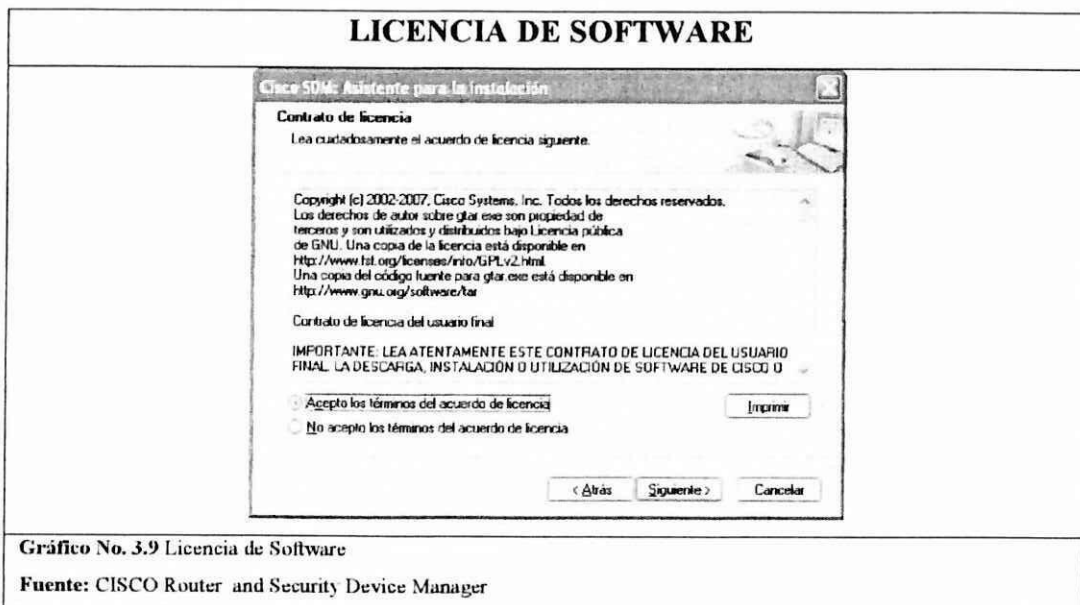 LICENCIA DE SOFTWARE
Cisco SDM: Asistente para la instalación
Contrato de licencia
Lea cuidadosamente el acuerdo de licencia siguiente.
Copyright (c) 2002-2007, Cisco Systems, Inc. Todos los derechos reservados.
Los derechos de autor sobre gtar.exe son propiedad de
terceros y son utilizados y distribuidos bajo Licencia pública
de GNU. Una copia de la licencia está disponible en
http://www.fsf.org/licenses/info/GPLv2.html
Una copia del código fuente para gtar.exe está disponible en
http://www.gnu.org/software/tar
Contrato de licencia del usuario final
IMPORTANTE: LEA ATENTAMENTE ESTE CONTRATO DE LICENCIA DEL USUARIO
FINAL. LA DESCARGA, INSTALACIÓN O UTILIZACIÓN DE SOFTWARE DE CISCO O
Acepto los términos del acuerdo de licencia
Imprimir
No acepto los términos del acuerdo de licencia
< Atrás Siguiente > Cancelar
Gráfico No. 3.9 Licencia de Software
Fuente: CISCO Router and Security Device Manager